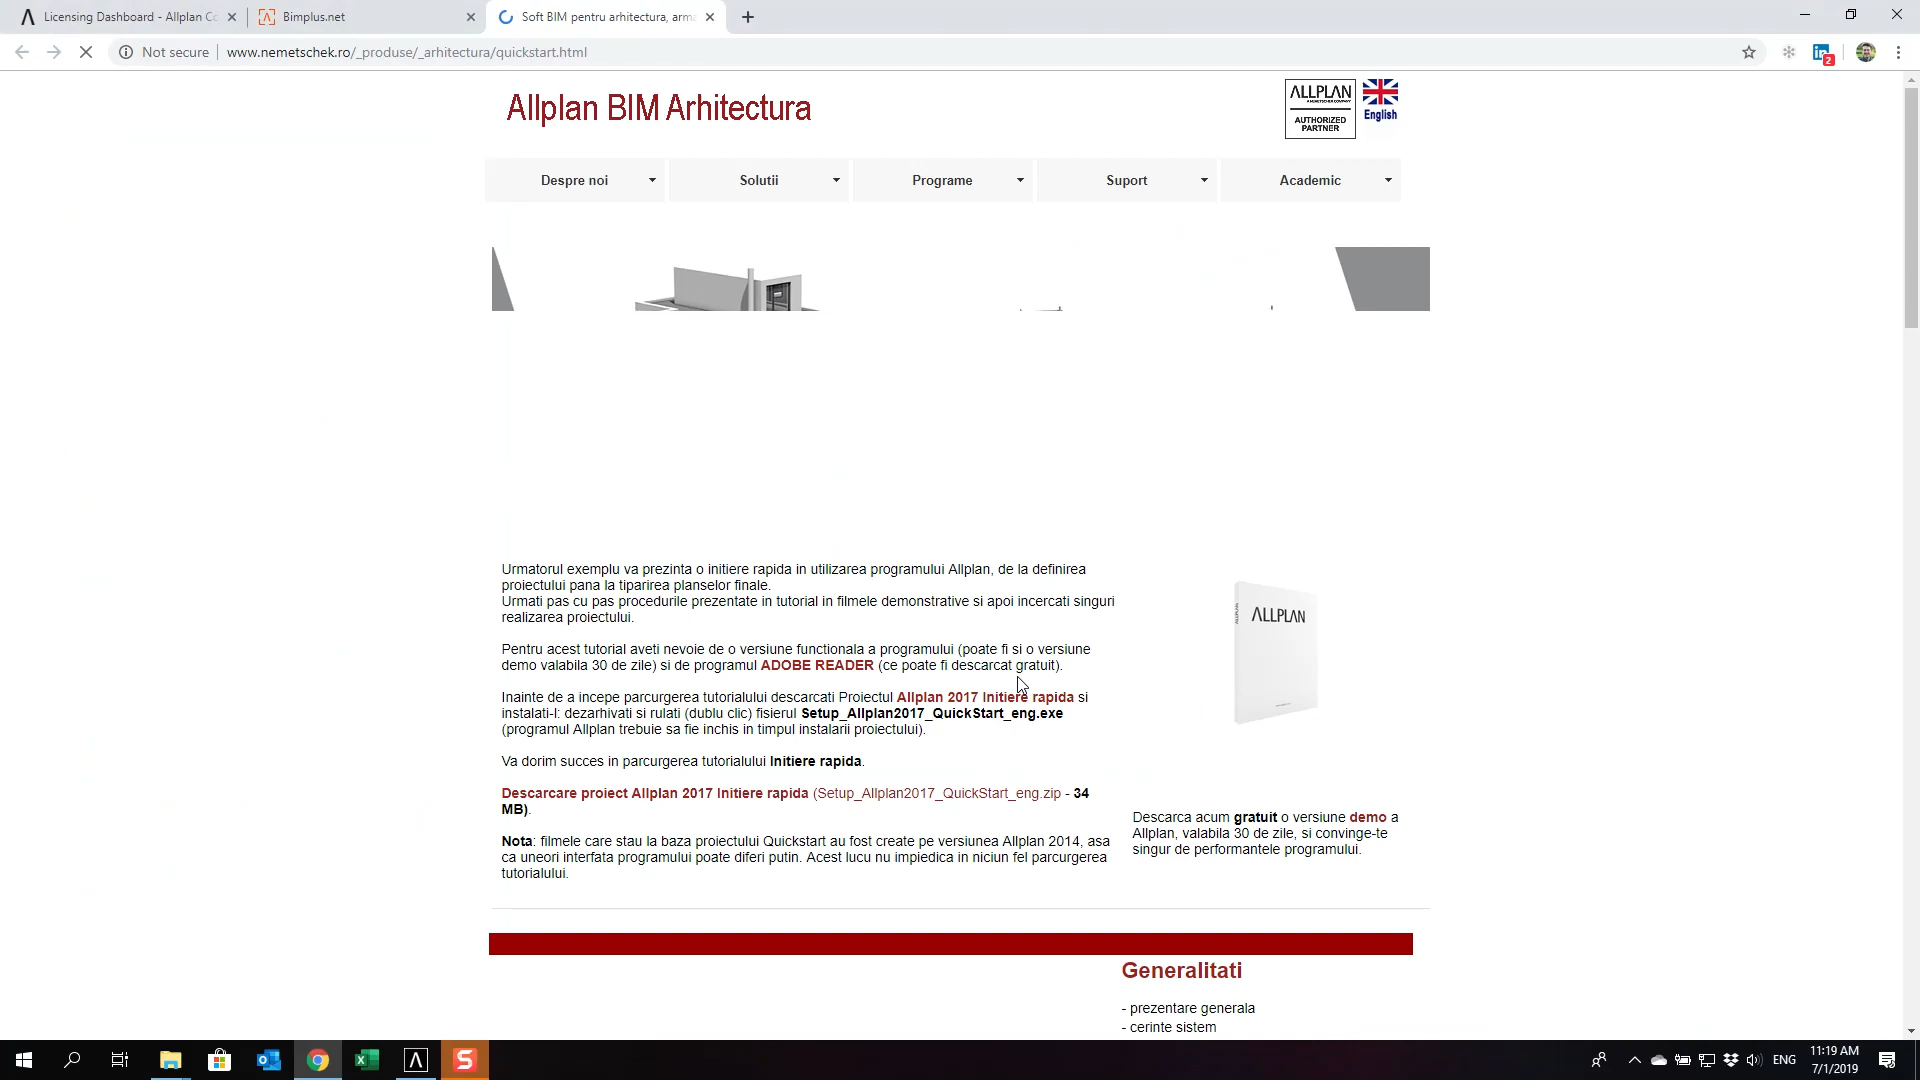 Licensing Dashboard - Allplan Co
Bimplus.net
Soft BIM pentru arhitectura, arma
Not secure
www.nemetschek.ro/_produse/_arhitectura/quickstart.html
2
Allplan BIM Arhitectura
ALLPLAN
A NEMETSCHEK COMPANY
AUTHORIZED
PARTNER
English
Despre noi
Solutii
Programe
Suport
Academic
Urmatorul exemplu va prezinta o initiere rapida in utilizarea programului Allplan, de la definirea
proiectului pana la tiparirea planselor finale.
Urmati pas cu pas procedurile prezentate in tutorial in filmele demonstrative si apoi incercati singuri
realizarea proiectului.
Pentru acest tutorial aveti nevoie de o versiune functionala a programului (poate fi si o versiune
demo valabila 30 de zile) si de programul ADOBE READER (ce poate fi descarcat gratuit).
Inainte de a incepe parcurgerea tutorialului descarcati Proiectul Allplan 2017 Initiere rapida si
instalati-l: dezarhivati si rulati (dublu clic) fisierul Setup_Allplan2017_QuickStart_eng.exe
(programul Allplan trebuie sa fie inchis in timpul instalarii proiectului).
Va dorim succes in parcurgerea tutorialului Initiere rapida.
Descarcare proiect Allplan 2017 Initiere rapida (Setup_Allplan2017_QuickStart_eng.zip - 34
MB).
Nota: filmele care stau la baza proiectului Quickstart au fost create pe versiunea Allplan 2014, asa
ca uneori interfata programului poate diferi putin. Acest lucru nu impiedica in niciun fel parcurgerea
tutorialului.
ALLPLAN
Descarca acum gratuit o versiune demo a
Allplan, valabila 30 de zile, si convinge-te
singur de performantele programului.
Generalitati
- prezentare generala
- cerinte sistem
ENG
11:19 AM
7/1/2019